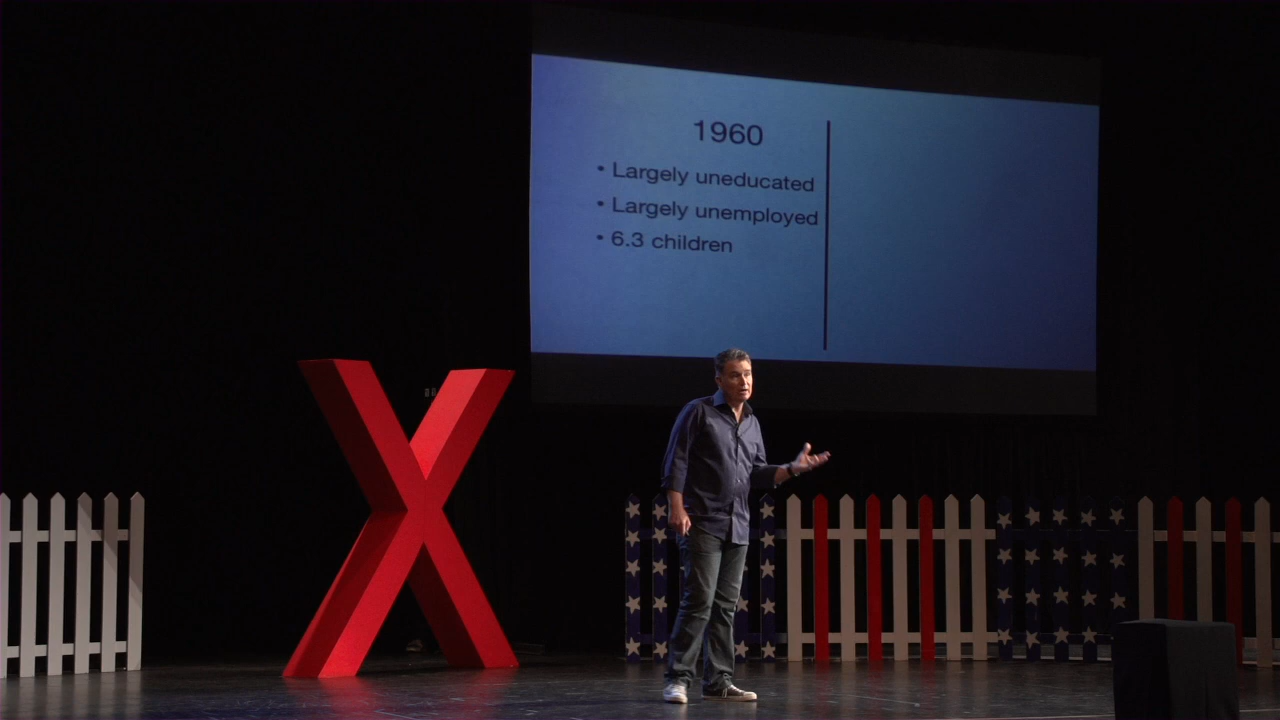 1960
• Largely uneducated
• Largely unemployed
• 6.3 children
X